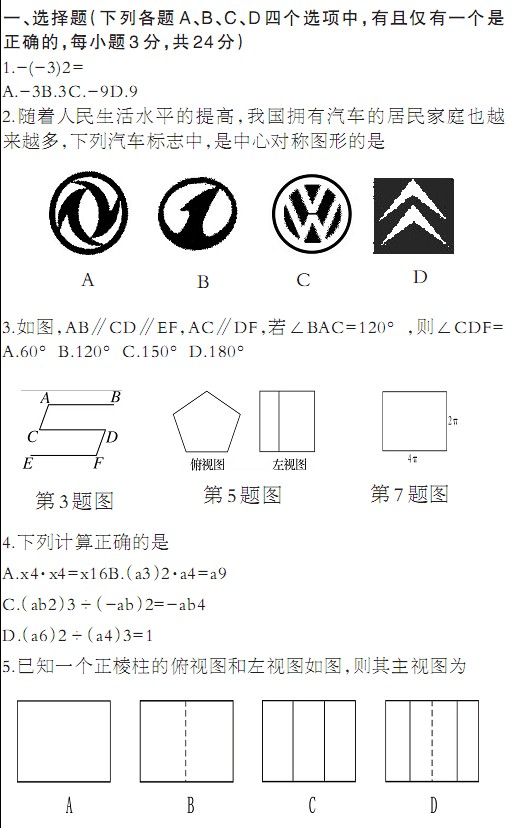 一、选择题(下列各题A、B、C、D四个选项中,有且仅有一个是
正确的,每小题3分,共24分)
1.-(-3)2=
A.-3B.3C.-9D.9
2.随着人民生活水平的提高,我国拥有汽车的居民家庭也越
来越多,下列汽车标志中,是中心对称图形的是
A B C D
3.如图,AB∥CD∥EF,AC∥DF,若∠BAC=120°,则∠CDF=
A.60° B.120° C.150° D.180°
A B
C D
E F
俯视图 左视图
2π
4π
第3题图 第5题图 第7题图
4.下列计算正确的是
A.x4·x4=x16B.(a3)2·a4=a9
C.(ab2)3÷(-ab)2=-ab4
D.(a6)2÷(a4)3=1
5.已知一个正棱柱的俯视图和左视图如图,则其主视图为
A B C D